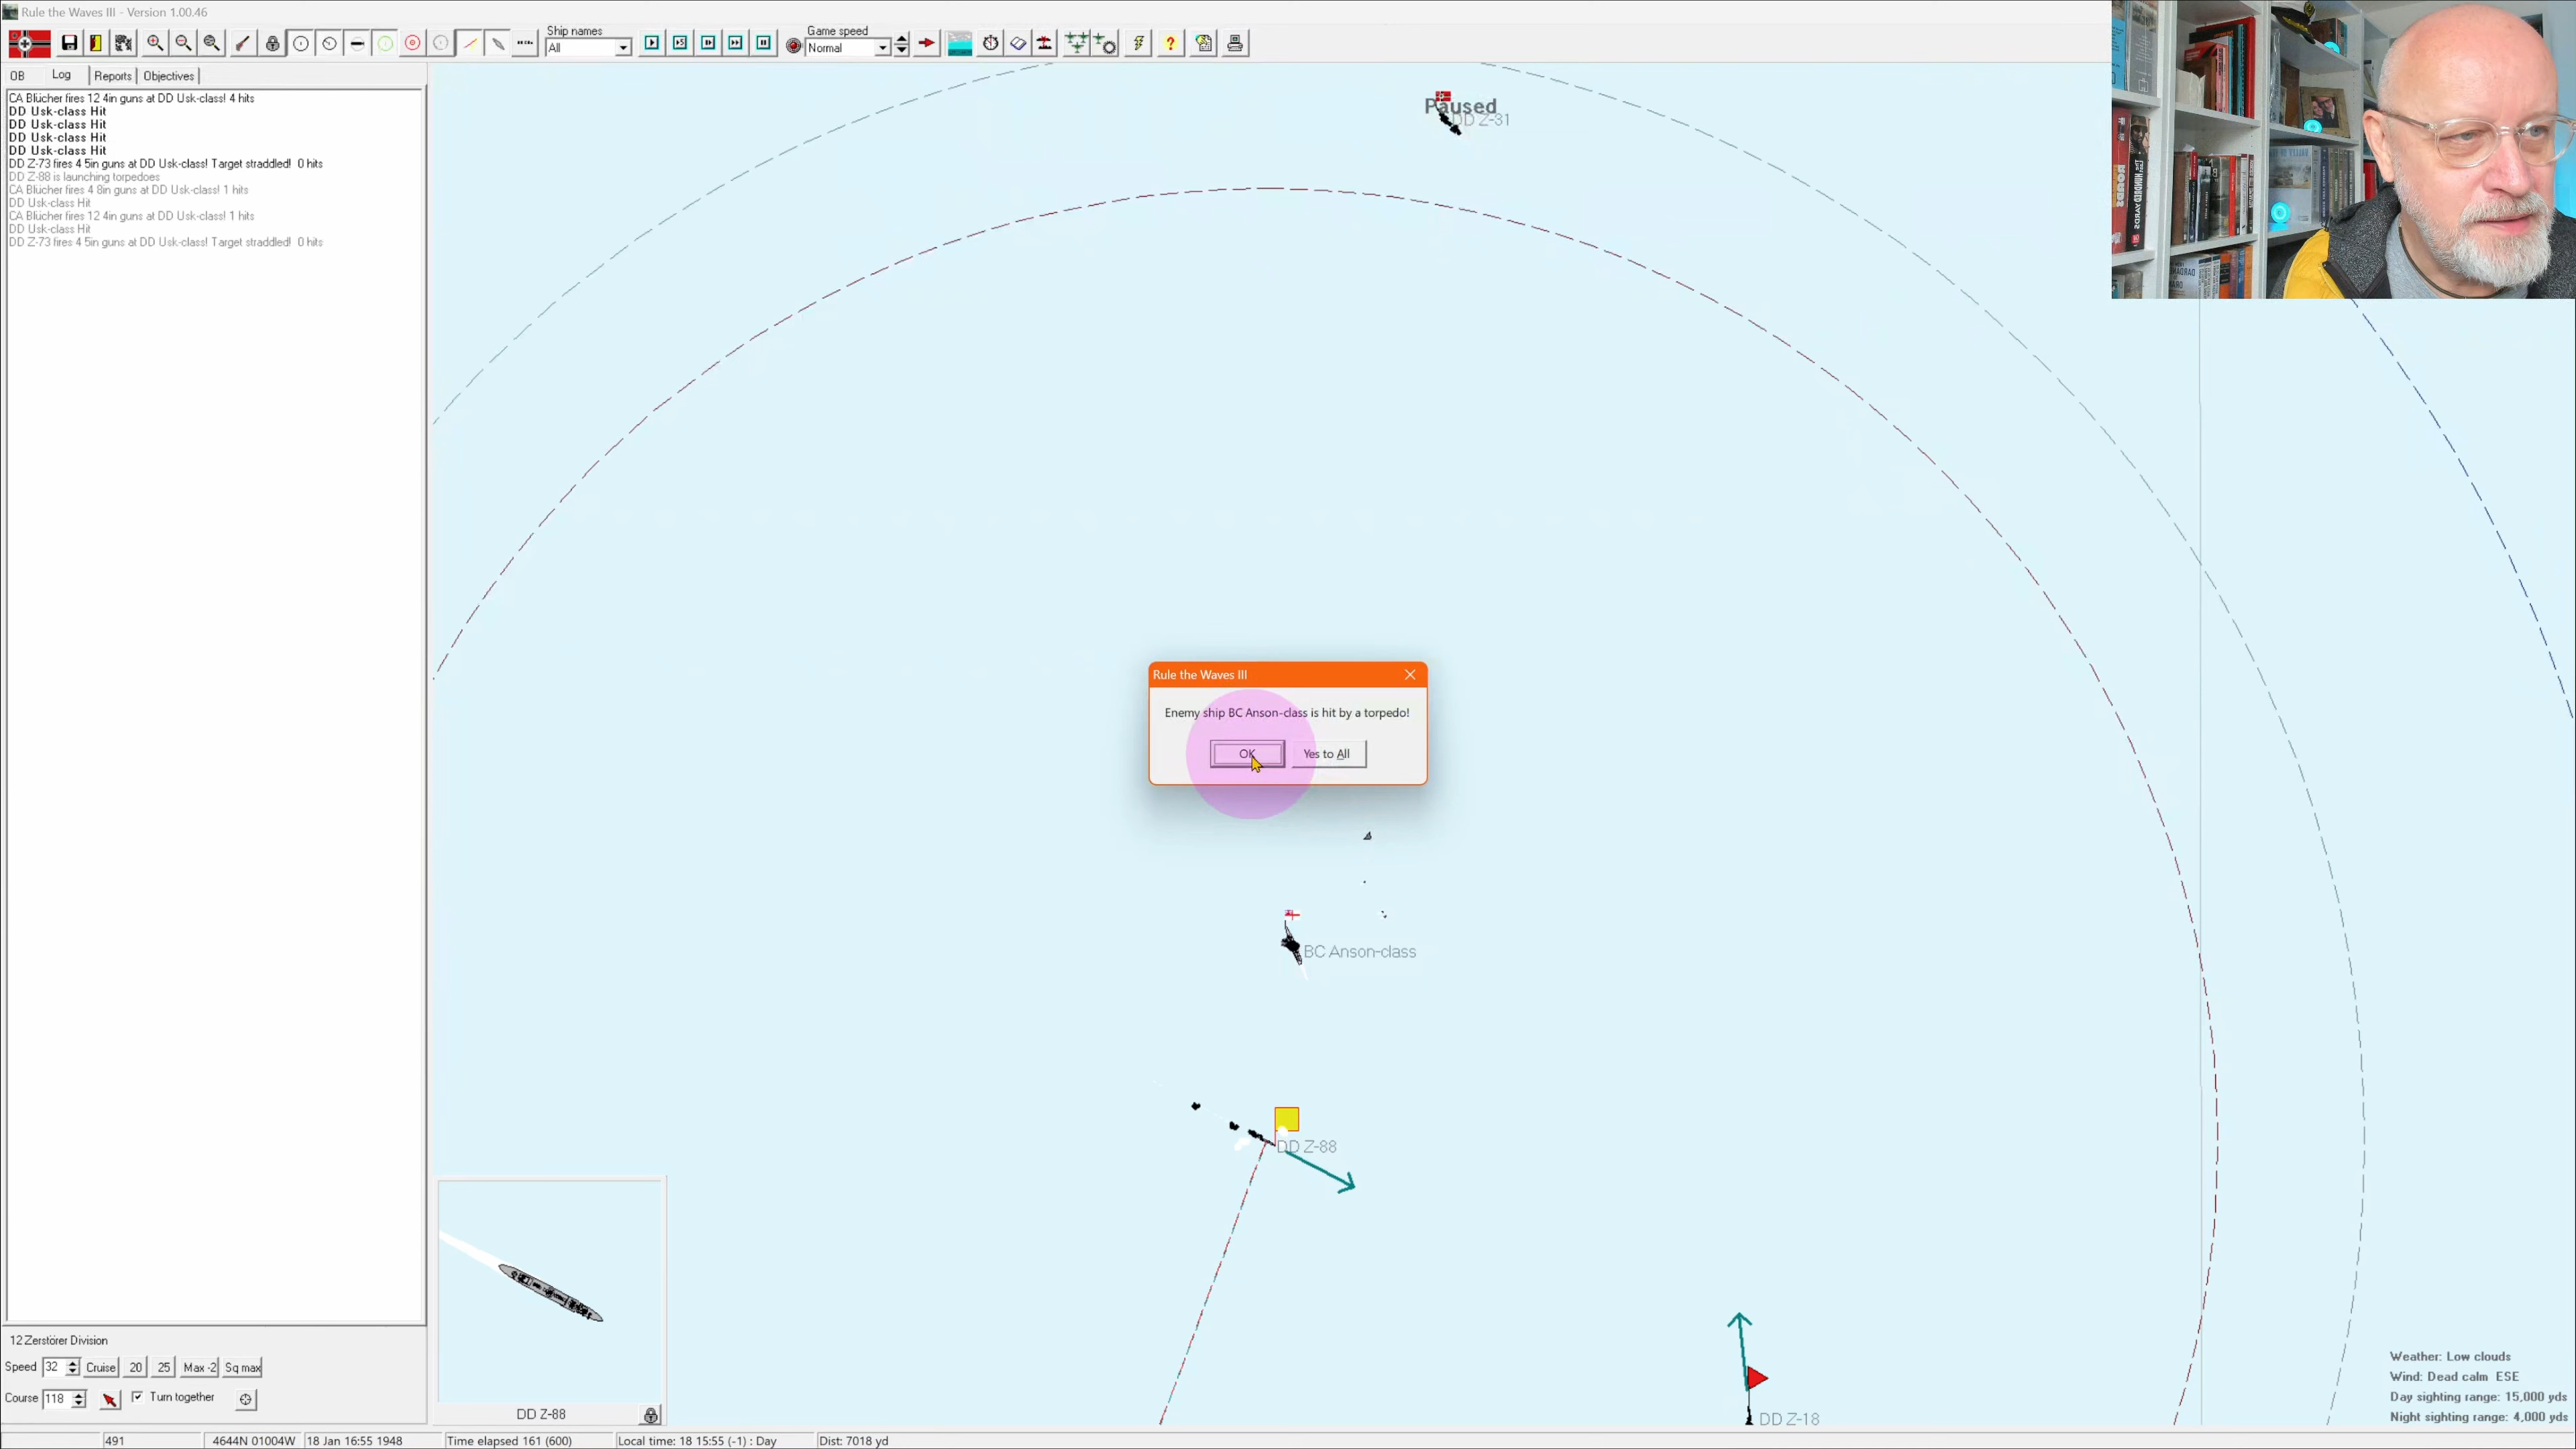 Rule the Waves III - Version 1.00.46
Ship names
All
Game speed
Normal
OB Log Reports Objectives
CA Blücher fires 12 4in guns at DD Usk-class! 4 hits
DD Usk-class Hit
DD Usk-class Hit
DD Usk-class Hit
DD Usk-class Hit
DD Z-73 fires 4 5in guns at DD Usk-class! Target straddled! 0 hits
DD Z-88 is launching torpedoes
CA Blücher fires 4 8in guns at DD Usk-class! 1 hits
DD Usk-class Hit
CA Blücher fires 12 4in guns at DD Usk-class! 1 hits
DD Usk-class Hit
DD Z-73 fires 4 5in guns at DD Usk-class! Target straddled! 0 hits
Paused
DD Z-31
Rule the Waves III
Enemy ship BC Anson-class is hit by a torpedo!
OK Yes to All
BC Anson-class
DD Z-88
DD Z-18
Weather: Low clouds
Wind: Dead calm ESE
Day sighting range: 15,000 yds
Night sighting range: 4,000 yds
12 Zerstörer Division
Speed 32 Cruise 20 25 Max -2 Sq max
Course 118 Turn together
DD Z-88
491 4644N 01004W 18 Jan 16:55 1948 Time elapsed 161 (600) Local time: 18 15:55 (-1) : Day Dist: 7018 yd